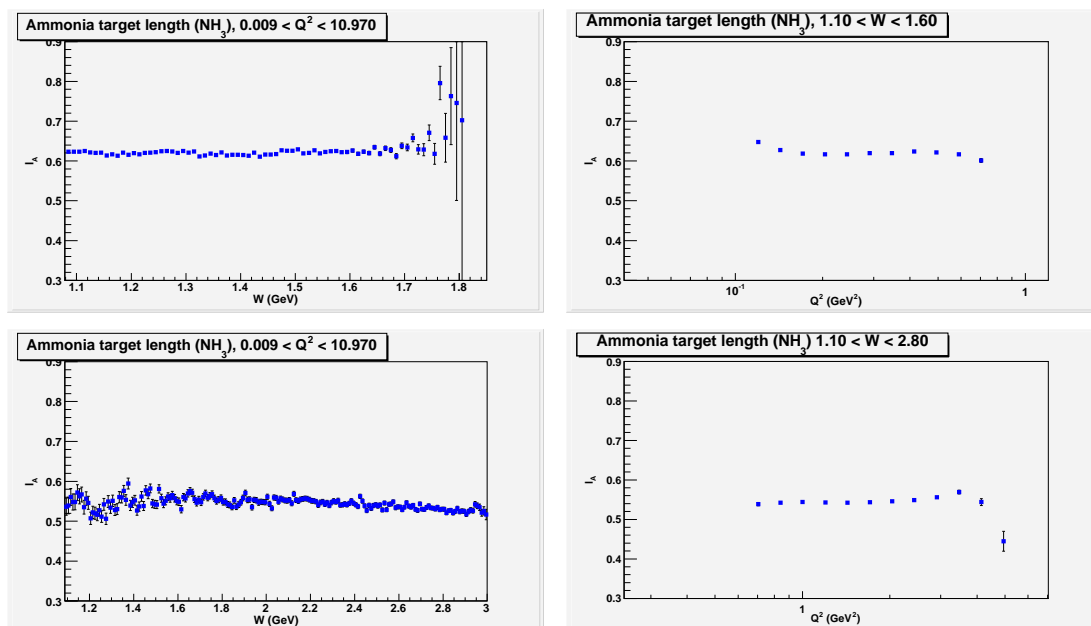 Ammonia target length (NH3), 0.009 < Q² < 10.970
0.9
0.8
0.7
0.6
0.5
0.4
0.3
l_A
1.1 1.2 1.3 1.4 1.5 1.6 1.7 1.8
W (GeV)
Ammonia target length (NH3), 1.10 < W < 1.60
0.9
0.8
0.7
0.6
0.5
0.4
0.3
l_A
10⁻¹ 1
Q² (GeV²)
Ammonia target length (NH3), 0.009 < Q² < 10.970
0.9
0.8
0.7
0.6
0.5
0.4
0.3
l_A
1.2 1.4 1.6 1.8 2 2.2 2.4 2.6 2.8 3
W (GeV)
Ammonia target length (NH3) 1.10 < W < 2.80
0.9
0.8
0.7
0.6
0.5
0.4
0.3
l_A
1
Q² (GeV²)